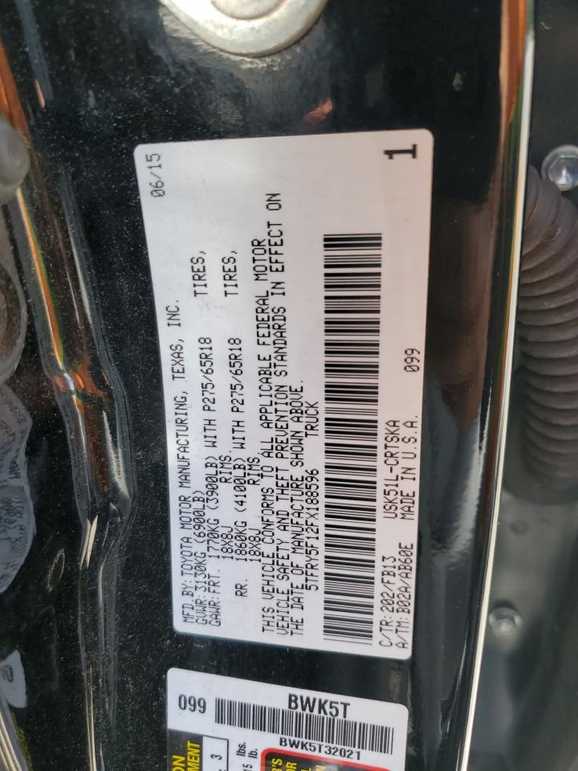 MFD.BY:TOYOTA MOTOR MANUFACTURING, TEXAS, INC. 06/15
GVWR:3130KG (6900LB)
GAWR:FRT. 1770KG (3900LB) WITH P275/65R18 TIRES,
18X8J RIMS,
RR. 1860KG (4100LB) WITH P275/65R18 TIRES,
18X8J RIMS
THIS VEHICLE CONFORMS TO ALL APPLICABLE FEDERAL MOTOR
VEHICLE SAFETY AND THEFT PREVENTION STANDARDS IN EFFECT ON
THE DATE OF MANUFACTURE SHOWN ABOVE.
5TFRY5F12FX188596 TRUCK
C/TR:202/FB13 USK51L-CRTSKA 099
A/TM:B02A/AB60E MADE IN U.S.A. 1
099 BWK5T
BWK5T32021
3 lbs.